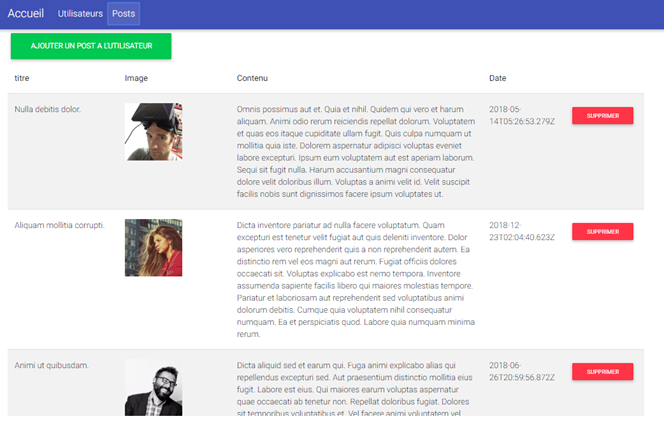 Accueil Utilisateurs Posts
AJOUTER UN POST A L'UTILISATEUR
titre Image Contenu Date
Nulla debitis dolor.
Omnis possimus aut et. Quia et nihil. Quidem qui vero et harum
aliquam. Animi odio rerum reiciendis repellat dolorum. Voluptatem
et quas eos itaque cupiditate ullam fugit. Quis culpa numquam ut
mollitia quia iste. Dolorem aspernatur adipisci voluptas eveniet
labore excepturi. Ipsum eum voluptatem aut est aperiam laborum.
Sequi sit fugit nulla. Harum accusantium magni consequatur
dolore velit doloribus illum. Voluptas a animi velit id. Velit suscipit
facilis nobis sunt dignissimos facere ipsum voluptates ut.
2018-05-
14T05:26:53.279Z
SUPPRIMER
Aliquam mollitia corrupti.
Dicta inventore pariatur ad nulla facere voluptatum. Quam
excepturi est tenetur velit fugiat aut quis deleniti inventore. Dolor
asperiores vero reprehenderit quis a non reprehenderit autem. Ea
distinctio rem vel eos magni aut rerum. Fugiat officiis dolores
occaecati sit. Voluptas explicabo est nemo tempora. Inventore
assumenda sapiente facilis libero qui maiores molestias tempore.
Pariatur et laboriosam aut reprehenderit sed voluptatibus animi
dolorum debitis. Cumque quia voluptatem nihil consequatur
numquam. Ea et perspiciatis quod. Labore quia numquam minima
rerum.
2018-12-
23T02:04:40.623Z
SUPPRIMER
Animi ut quibusdam.
Dicta aliquid sed et earum qui. Fuga animi explicabo alias qui
repellendus excepturi sed. Aut praesentium distinctio mollitia eius
fugit. Labore est eius. Qui maiores earum voluptas aspernatur
quae occaecati ab tenetur non. Repellat doloribus fugiat. Dolores
sit temporibus voluptatibus et. Vel facere animi voluptatem vel
2018-06-
26T20:59:56.872Z
SUPPRIMER